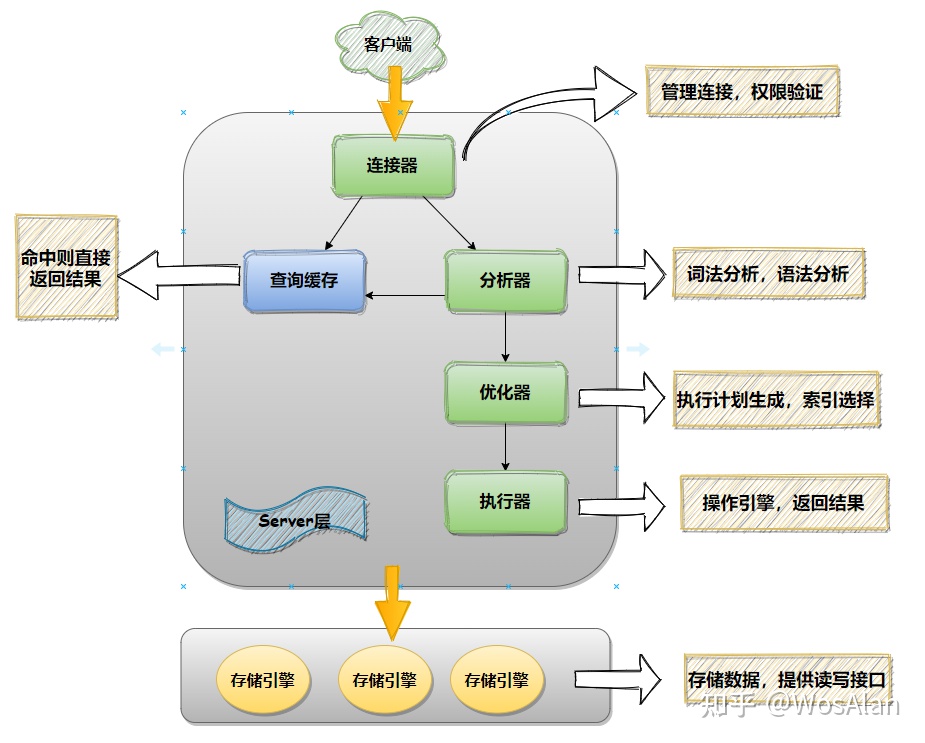 客户端
管理连接，权限验证
连接器
命中则直接
返回结果
查询缓存
分析器
词法分析，语法分析
优化器
执行计划生成，索引选择
执行器
操作引擎，返回结果
Server层
存储引擎
存储引擎
存储引擎
存储数据，提供读写接口
知乎 @WosAtan